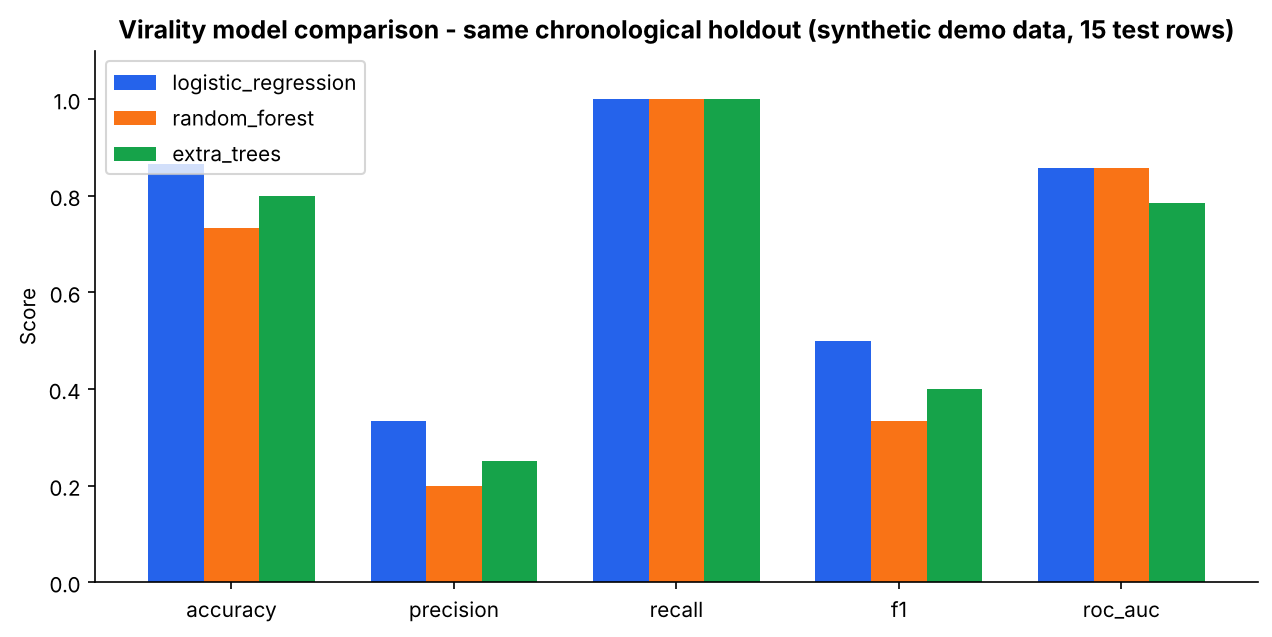 Virality model comparison - same chronological holdout (synthetic demo data, 15 test rows)
logistic_regression
random_forest
extra_trees
Score
1.0
0.8
0.6
0.4
0.2
0.0
accuracy
precision
recall
f1
roc_auc